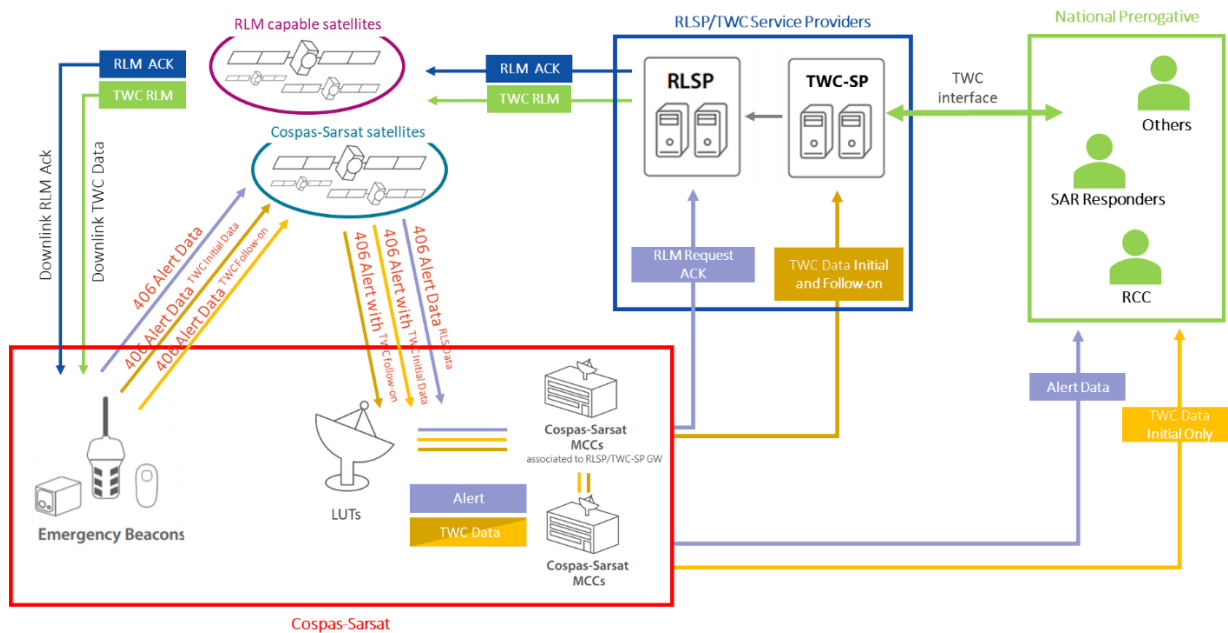 RLM capable satellites
RLSP/TWC Service Providers
National Prerogative
RLM ACK
TWC RLM
RLM ACK
TWC RLM
RLSP
TWC-SP
TWC
interface
Others
Cospas-Sarsat satellites
SAR Responders
RCC
Downlink RLM Ack
Downlink TWC Data
406 Alert Data
406 Alert Data TWC Initial Data
406 Alert Data TWC Follow-on
406 Alert with TWC follow-on
406 Alert with TWC Initial Data
406 Alert Data RLS Data
RLM Request
ACK
TWC Data Initial
and Follow-on
Alert Data
TWC Data
Initial Only
Cospas-Sarsat
MCCs
associated to RLSP/TWC-SP GW
Emergency Beacons
LUTs
Alert
TWC Data
Cospas-Sarsat
MCCs
Cospas-Sarsat